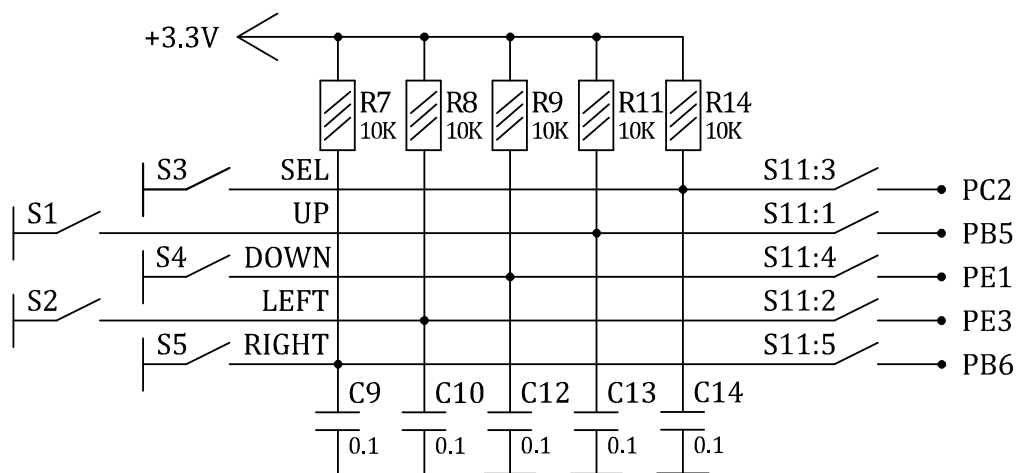 +3.3V
R7 R8 R9 R11 R14
10K 10K 10K 10K 10K
S3 SEL S11:3 PC2
S1 UP S11:1 PB5
S4 DOWN S11:4 PE1
S2 LEFT S11:2 PE3
S5 RIGHT S11:5 PB6
C9 C10 C12 C13 C14
0.1 0.1 0.1 0.1 0.1